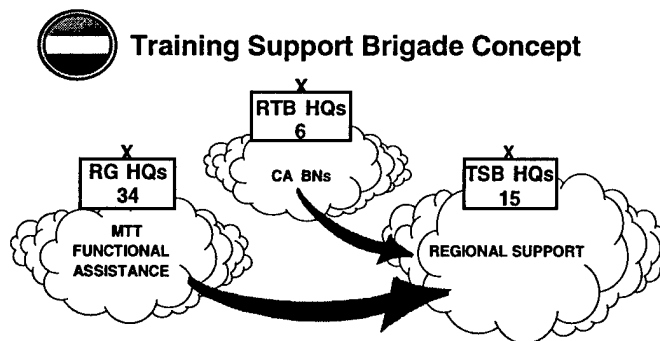 Training Support Brigade Concept
X
RTB HQs
6
CA BNs
X
RG HQs
34
MTT
FUNCTIONAL
ASSISTANCE
X
TSB HQs
15
REGIONAL SUPPORT